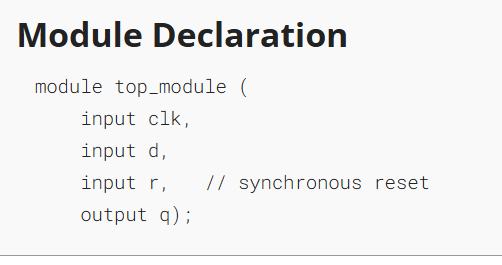 Module Declaration
module top_module (
input clk,
input d,
input r, // synchronous reset
output q);